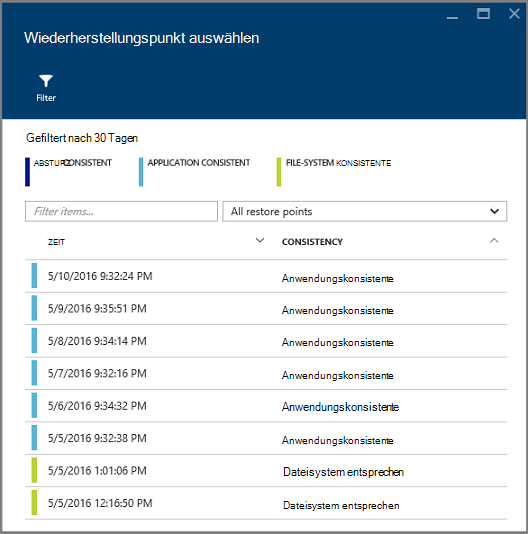 Wiederherstellungspunkt auswählen
Filter
Gefiltert nach 30 Tagen
ABSTURZ CONSISTENT APPLICATION CONSISTENT FILE-SYSTEM KONSISTENTE
Filter items... All restore points
ZEIT CONSISTENCY
5/10/2016 9:32:24 PM Anwendungskonsistente
5/9/2016 9:35:51 PM Anwendungskonsistente
5/8/2016 9:34:14 PM Anwendungskonsistente
5/7/2016 9:32:16 PM Anwendungskonsistente
5/6/2016 9:34:32 PM Anwendungskonsistente
5/5/2016 9:32:38 PM Anwendungskonsistente
5/5/2016 1:01:06 PM Dateisystem entsprechen
5/5/2016 12:16:50 PM Dateisystem entsprechen